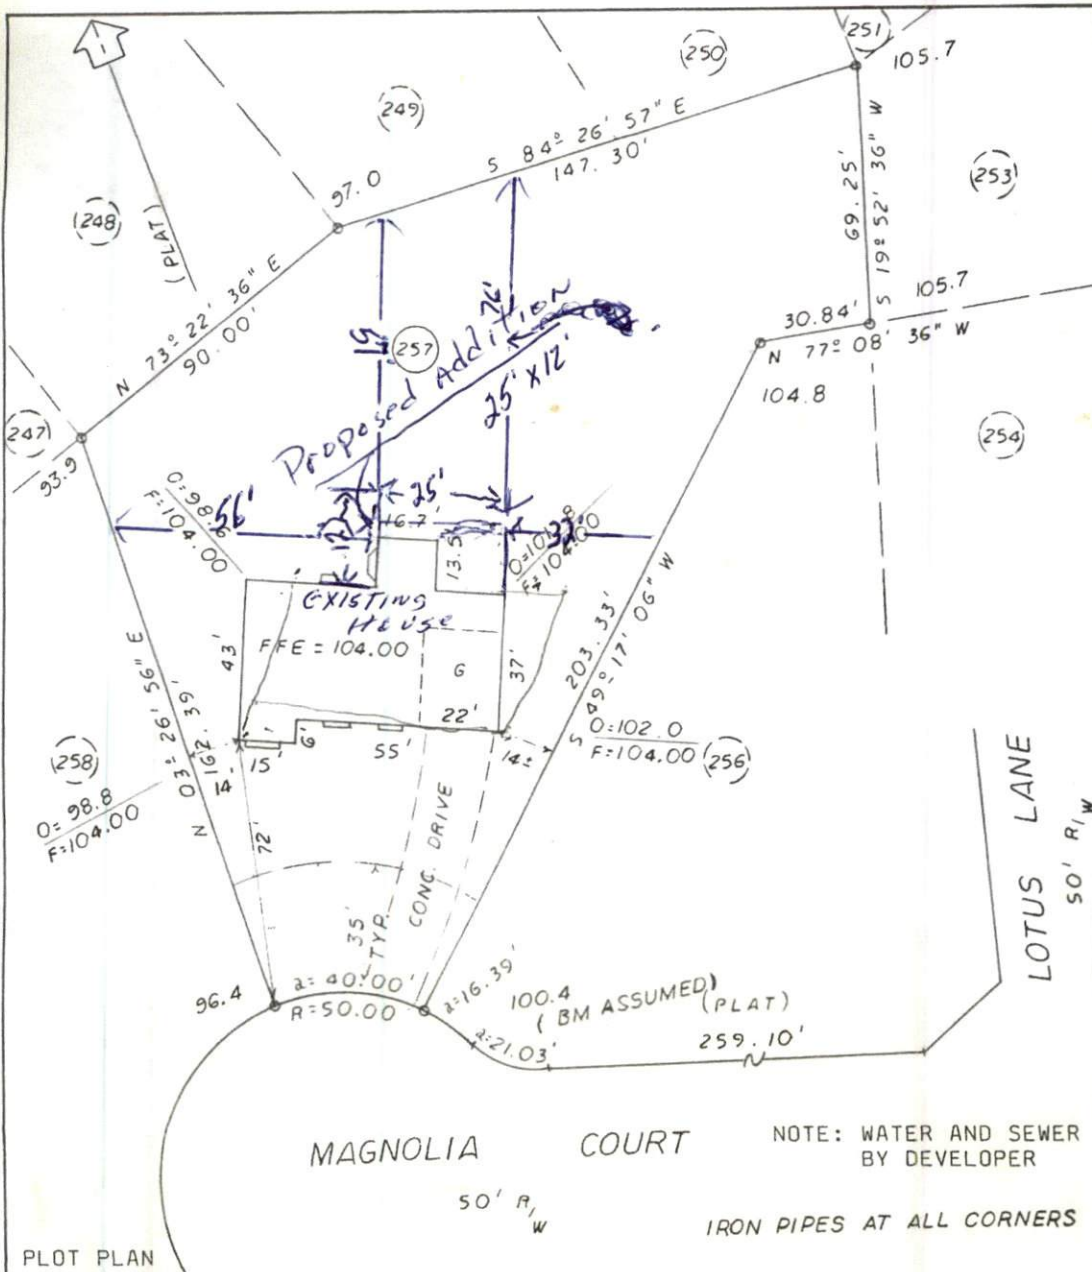 (251)
105.7
(250)
(249)
S 84° 26' 57" E
147.30'
97.0
(248)
(PLAT)
69.25'
S 19° 52' 36" W
(253)
105.7
N 73° 22' 36" E
90.00'
30.84'
N 77° 08' 36" W
104.8
(257)
Proposed Addition
25' X 12'
(247)
93.9
(254)
F=104.00
56'
25'
16.7'
13.5'
F=104.00
EXISTING
House
FFE = 104.00
43'
G
37'
22'
203.33'
S 49° 17' 06" W
O=102.0
F=104.00
(256)
N 03° 26' 56" E
162.39'
(258)
O=98.8
F=104.00
14'
15'
6'
55'
14±
72'
CONC. DRIVE
35'
TYP.
LOTUS LANE
50' R/W
96.4
a=40.00'
R=50.00
a=16.39'
100.4
(BM ASSUMED)
(PLAT)
a=21.03'
259.10'
MAGNOLIA COURT
50' R/W
NOTE: WATER AND SEWER
BY DEVELOPER
IRON PIPES AT ALL CORNERS
PLOT PLAN